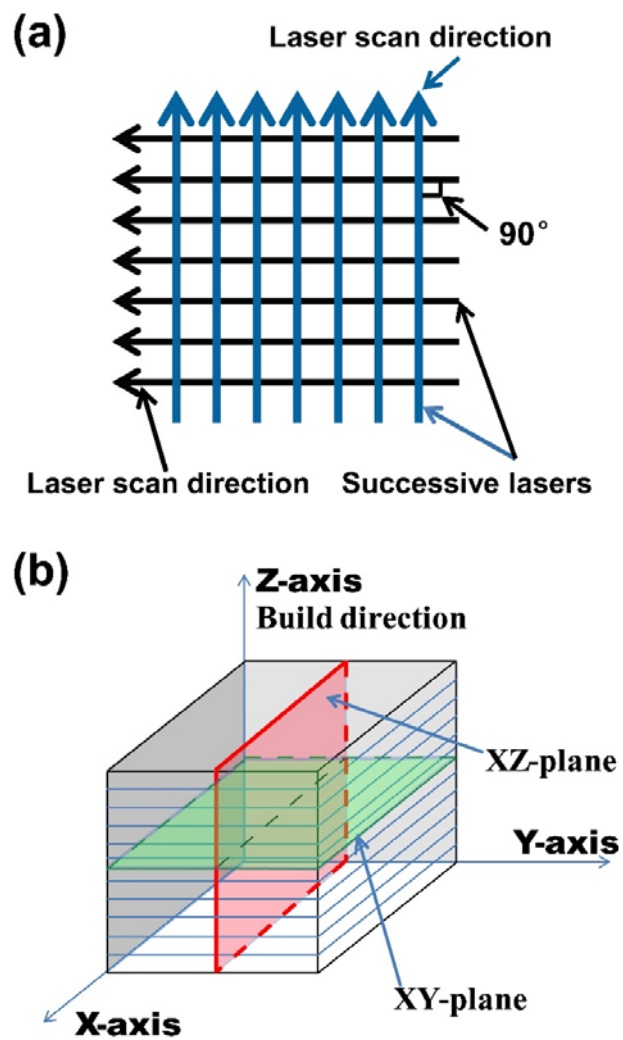 (a)
Laser scan direction
90°
Laser scan direction
Successive lasers
(b)
Z-axis
Build direction
XZ-plane
Y-axis
XY-plane
X-axis